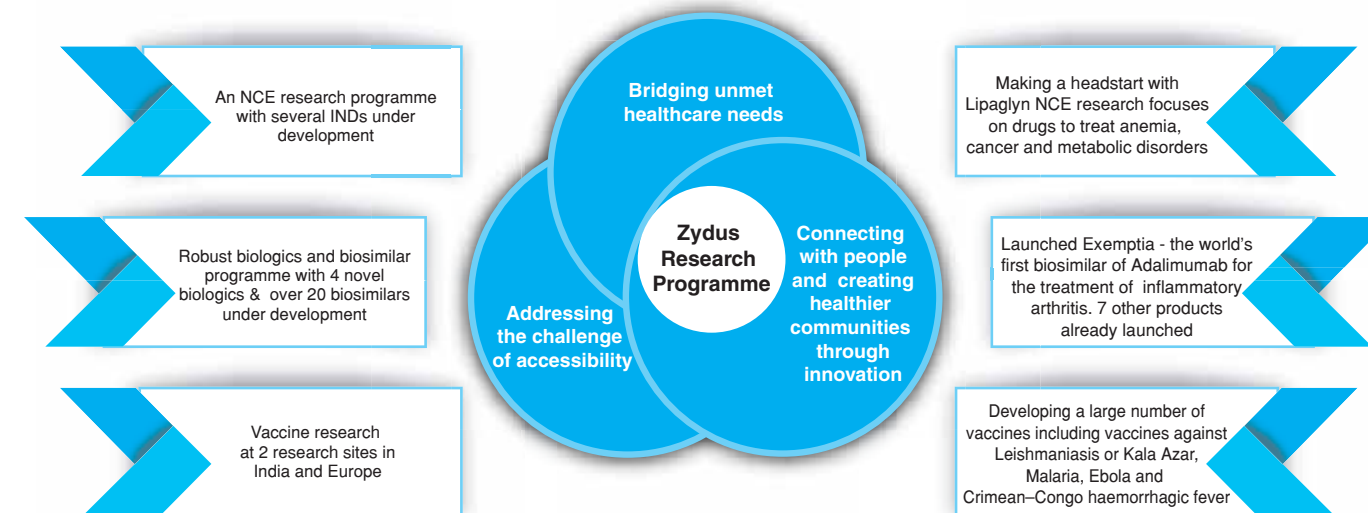 An NCE research programme
with several INDs under
development
Robust biologics and biosimilar
programme with 4 novel
biologics & over 20 biosimilars
under development
Vaccine research
at 2 research sites in
India and Europe
Bridging unmet
healthcare needs
Zydus
Research
Programme
Addressing
the challenge
of accessibility
Connecting
with people
and creating
healthier
communities
through
innovation
Making a headstart with
Lipaglyn NCE research focuses
on drugs to treat anemia,
cancer and metabolic disorders
Launched Exemptia - the world's
first biosimilar of Adalimumab for
the treatment of inflammatory
arthritis. 7 other products
already launched
Developing a large number of
vaccines including vaccines against
Leishmaniasis or Kala Azar,
Malaria, Ebola and
Crimean–Congo haemorrhagic fever